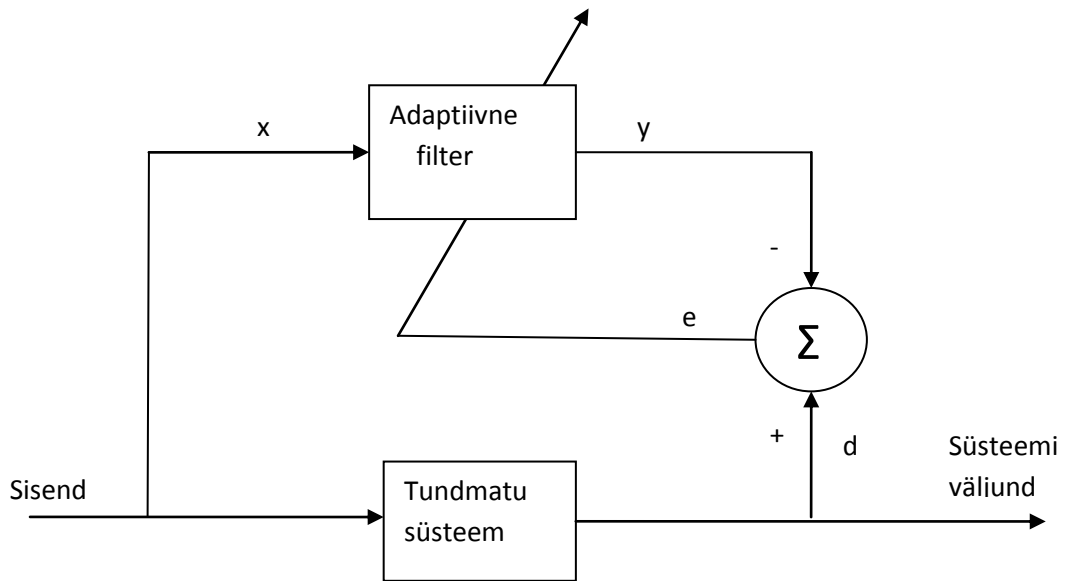 Adaptiivne
filter
x
y
-
e
Σ
+
d
Süsteemi
väljund
Sisend
Tundmatu
süsteem